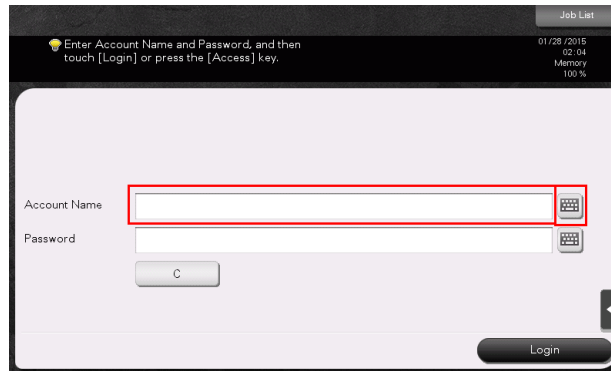 Job List
Enter Account Name and Password, and then
touch [Login] or press the [Access] key.
01/28/2015
02:04
Memory
100 %
Account Name
Password
C
Login